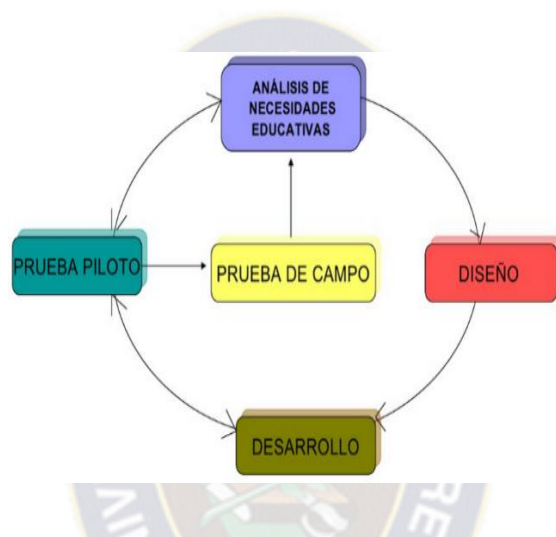 ANÁLISIS DE
NECESIDADES
EDUCATIVAS
PRUEBA PILOTO
PRUEBA DE CAMPO
DISEÑO
DESARROLLO